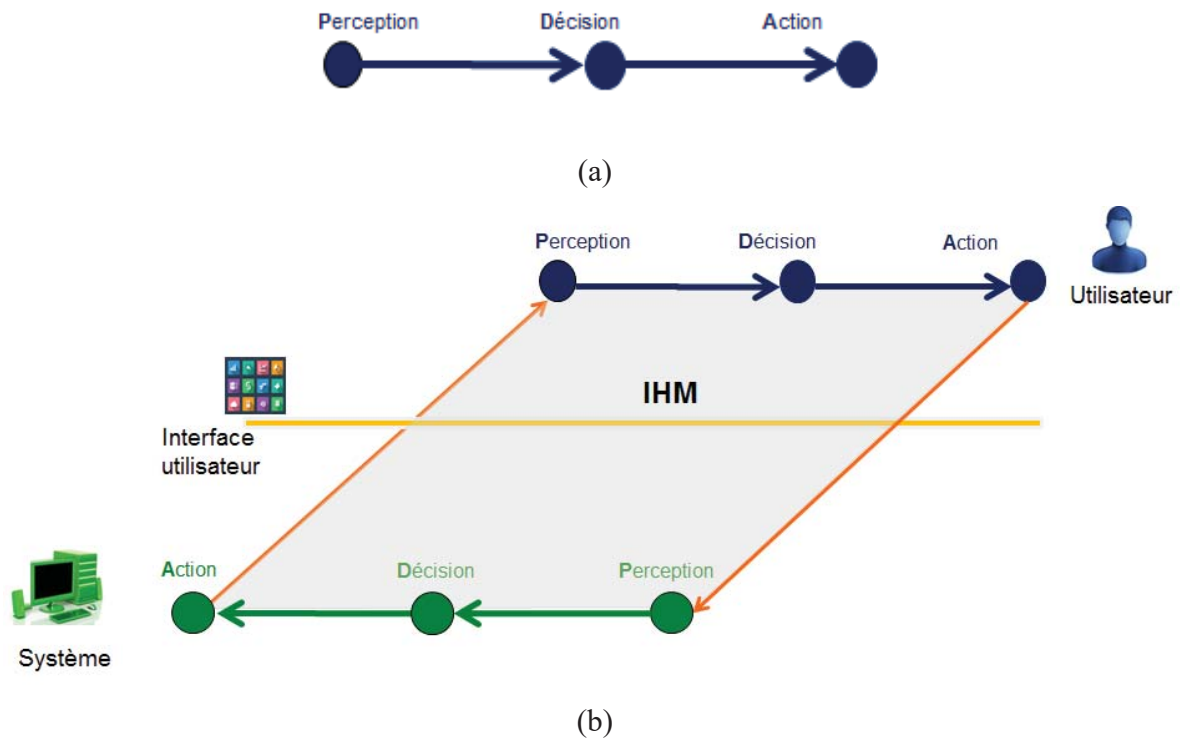 Perception Décision Action
(a)
Perception Décision Action
Utilisateur
IHM
Interface
utilisateur
Action Décision Perception
Système
(b)